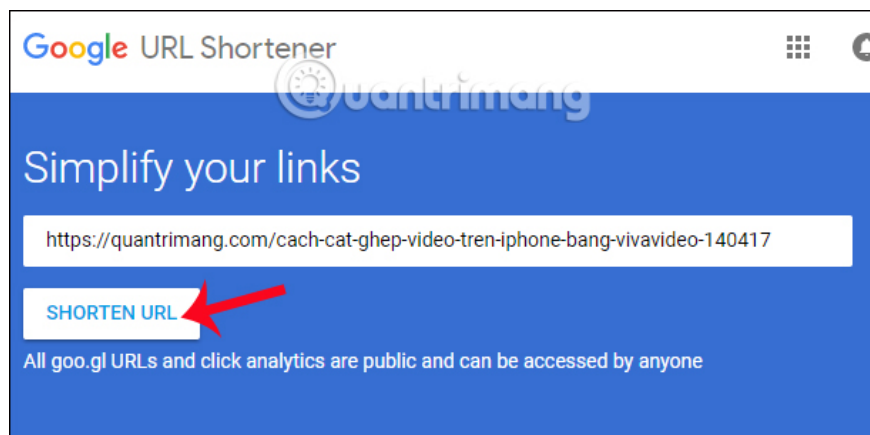 Google URL Shortener
Quantrimang
Simplify your links
https://quantrimang.com/cach-cat-ghep-video-tren-iphone-bang-vivavideo-140417
SHORTEN URL
All goo.gl URLs and click analytics are public and can be accessed by anyone